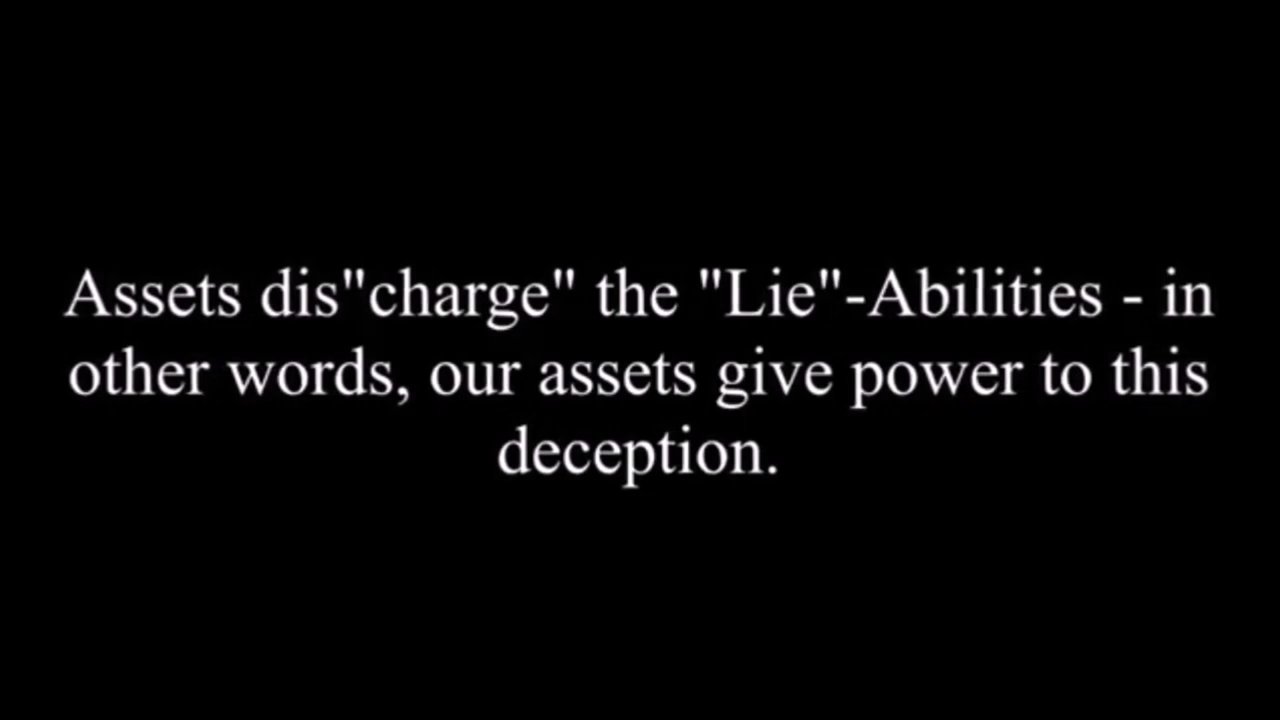 Assets dis"charge" the "Lie"-Abilities - in
other words, our assets give power to this
deception.